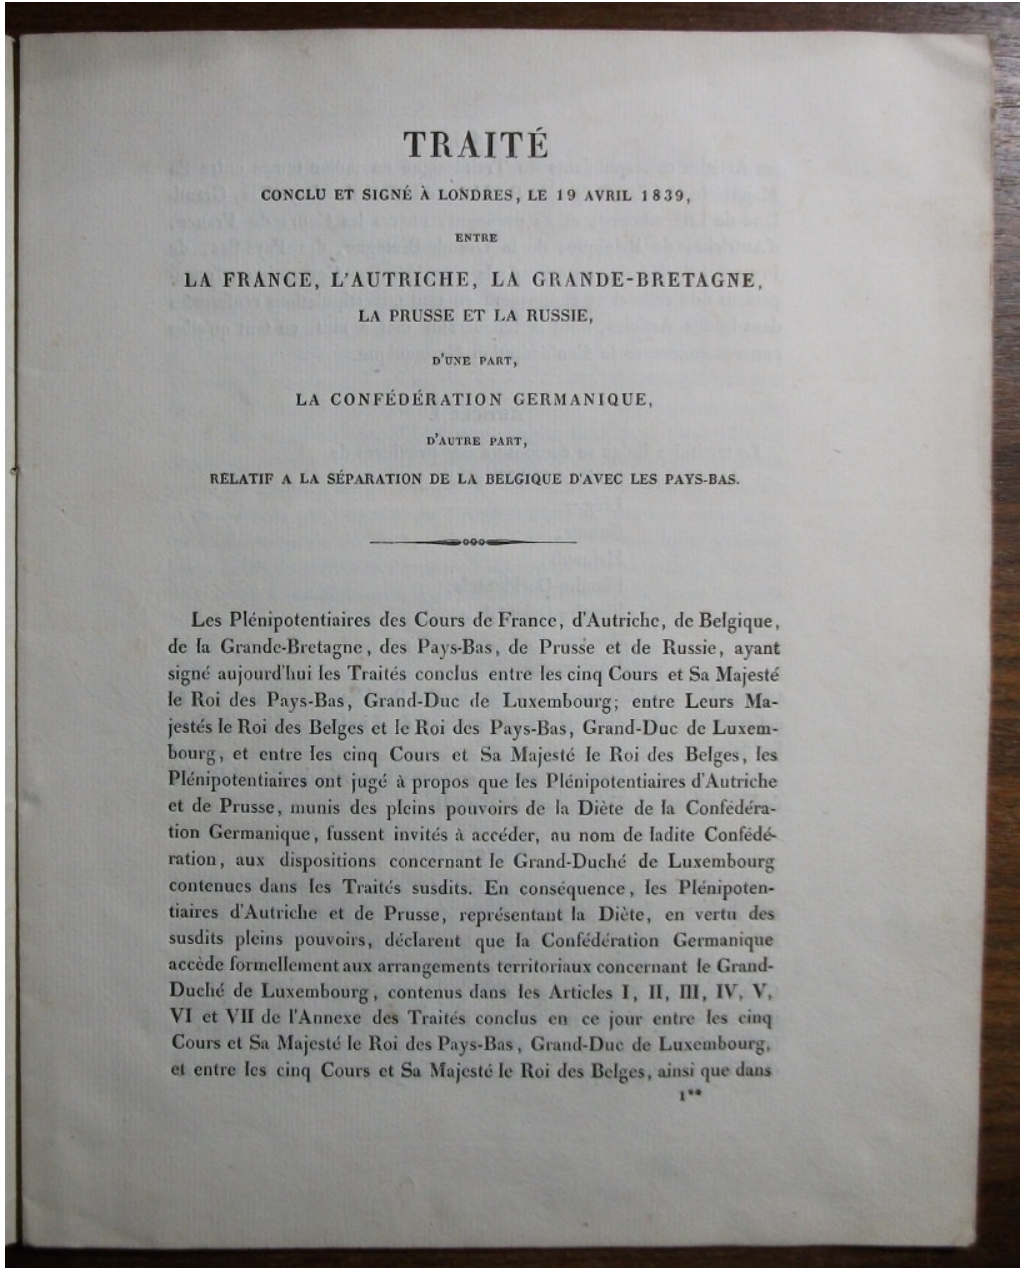 TRAITÉ
CONCLU ET SIGNÉ À LONDRES, LE 19 AVRIL 1839,
ENTRE
LA FRANCE, L'AUTRICHE, LA GRANDE-BRETAGNE,
LA PRUSSE ET LA RUSSIE,
D'UNE PART,
LA CONFÉDÉRATION GERMANIQUE,
D'AUTRE PART,
RELATIF A LA SÉPARATION DE LA BELGIQUE D'AVEC LES PAYS-BAS.
Les Plénipotentiaires des Cours de France, d'Autriche, de Belgique,
de la Grande-Bretagne, des Pays-Bas, de Prusse et de Russie, ayant
signé aujourd'hui les Traités conclus entre les cinq Cours et Sa Majesté
le Roi des Pays-Bas, Grand-Duc de Luxembourg; entre Leurs Ma-
jestés le Roi des Belges et le Roi des Pays-Bas, Grand-Duc de Luxem-
bourg, et entre les cinq Cours et Sa Majesté le Roi des Belges, les
Plénipotentiaires ont jugé à propos que les Plénipotentiaires d'Autriche
et de Prusse, munis des pleins pouvoirs de la Diète de la Confédéra-
tion Germanique, fussent invités à accéder, au nom de ladite Confédé-
ration, aux dispositions concernant le Grand-Duché de Luxembourg
contenues dans les Traités susdits. En conséquence, les Plénipoten-
tiaires d'Autriche et de Prusse, représentant la Diète, en vertu des
susdits pleins pouvoirs, déclarent que la Confédération Germanique
accède formellement aux arrangements territoriaux concernant le Grand-
Duché de Luxembourg, contenus dans les Articles I, II, III, IV, V,
VI et VII de l'Annexe des Traités conclus en ce jour entre les cinq
Cours et Sa Majesté le Roi des Pays-Bas, Grand-Duc de Luxembourg,
et entre les cinq Cours et Sa Majesté le Roi des Belges, ainsi que dans
1**